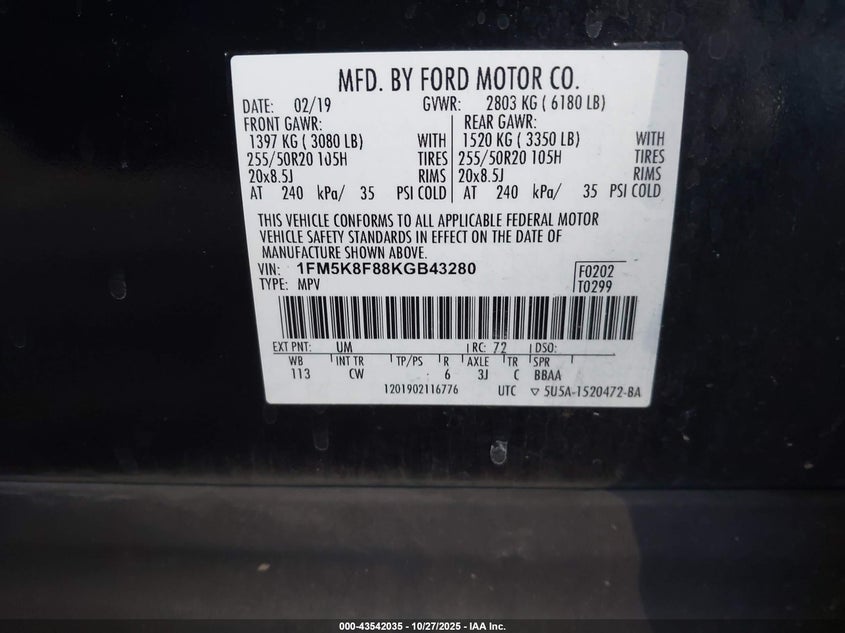 MFD. BY FORD MOTOR CO.
DATE: 02/19 GVWR: 2803 KG ( 6180 LB)
FRONT GAWR: REAR GAWR:
1397 KG ( 3080 LB) WITH 1520 KG ( 3350 LB) WITH
255/50R20 105H TIRES 255/50R20 105H TIRES
20x8.5J RIMS 20x8.5J RIMS
AT 240 kPa/ 35 PSI COLD AT 240 kPa/ 35 PSI COLD
THIS VEHICLE CONFORMS TO ALL APPLICABLE FEDERAL MOTOR
VEHICLE SAFETY STANDARDS IN EFFECT ON THE DATE OF
MANUFACTURE SHOWN ABOVE.
VIN: 1FM5K8F88KGB43280 F0202
TYPE: MPV T0299
EXT PNT: UM RC: 72 DSO:
WB INT TR TP/PS R AXLE TR SPR
113 CW 6 3J C BBAA
1201902116776 UTC ▽ 5U5A-1520472-BA
000-43542035 | 10/27/2025 | IAA Inc.